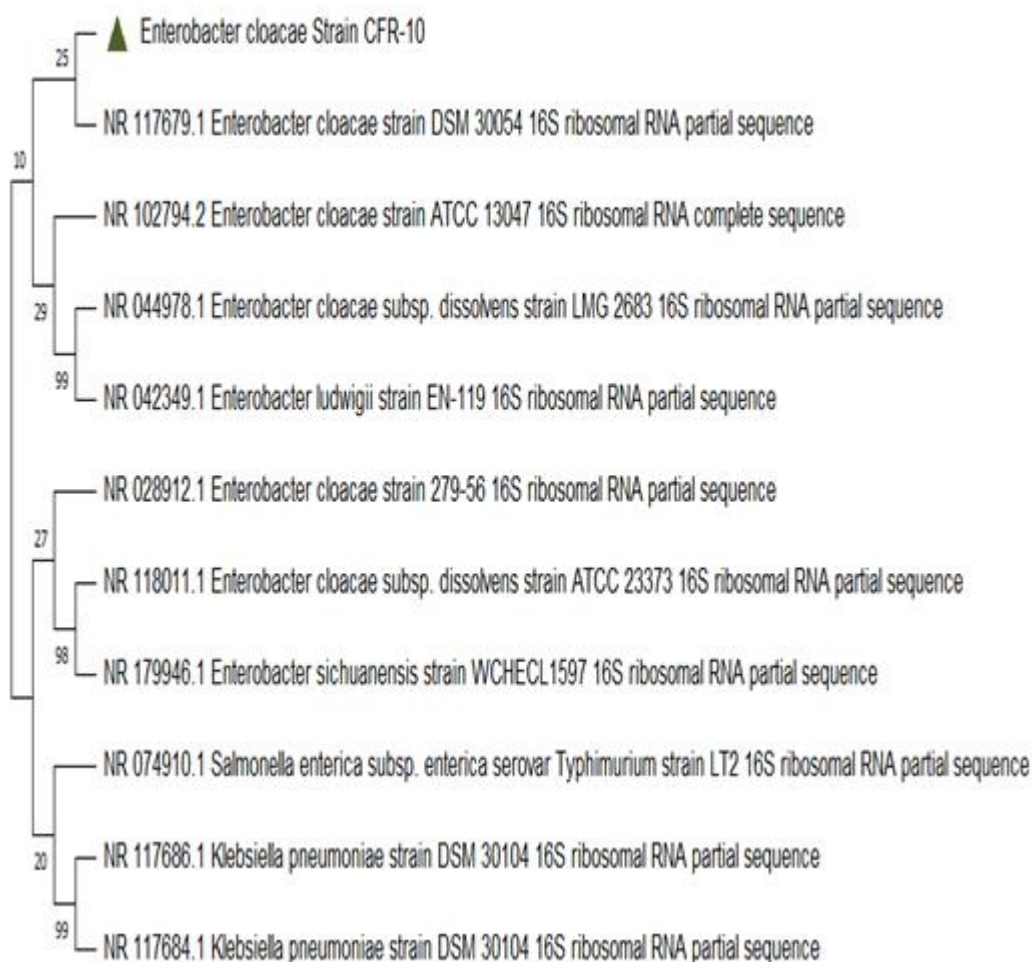 Enterobacter cloacae Strain CFR-10
25
NR 117679.1 Enterobacter cloacae strain DSM 30054 16S ribosomal RNA partial sequence
10
NR 102794.2 Enterobacter cloacae strain ATCC 13047 16S ribosomal RNA complete sequence
29
NR 044978.1 Enterobacter cloacae subsp. dissolvens strain LMG 2683 16S ribosomal RNA partial sequence
99
NR 042349.1 Enterobacter ludwigii strain EN-119 16S ribosomal RNA partial sequence
NR 028912.1 Enterobacter cloacae strain 279-56 16S ribosomal RNA partial sequence
27
NR 118011.1 Enterobacter cloacae subsp. dissolvens strain ATCC 23373 16S ribosomal RNA partial sequence
98
NR 179946.1 Enterobacter sichuanensis strain WCHECL1597 16S ribosomal RNA partial sequence
NR 074910.1 Salmonella enterica subsp. enterica serovar Typhimurium strain LT2 16S ribosomal RNA partial sequence
20
NR 117686.1 Klebsiella pneumoniae strain DSM 30104 16S ribosomal RNA partial sequence
99
NR 117684.1 Klebsiella pneumoniae strain DSM 30104 16S ribosomal RNA partial sequence